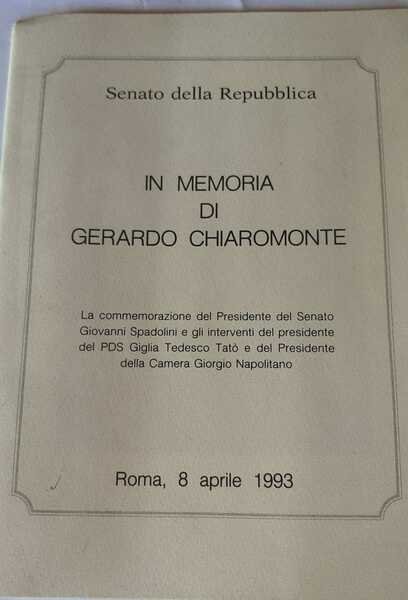 Senato della Repubblica
IN MEMORIA
DI
GERARDO CHIAROMONTE
La commemorazione del Presidente del Senato
Giovanni Spadolini e gli interventi del presidente
del PDS Giglia Tedesco Tatò e del Presidente
della Camera Giorgio Napolitano
Roma, 8 aprile 1993